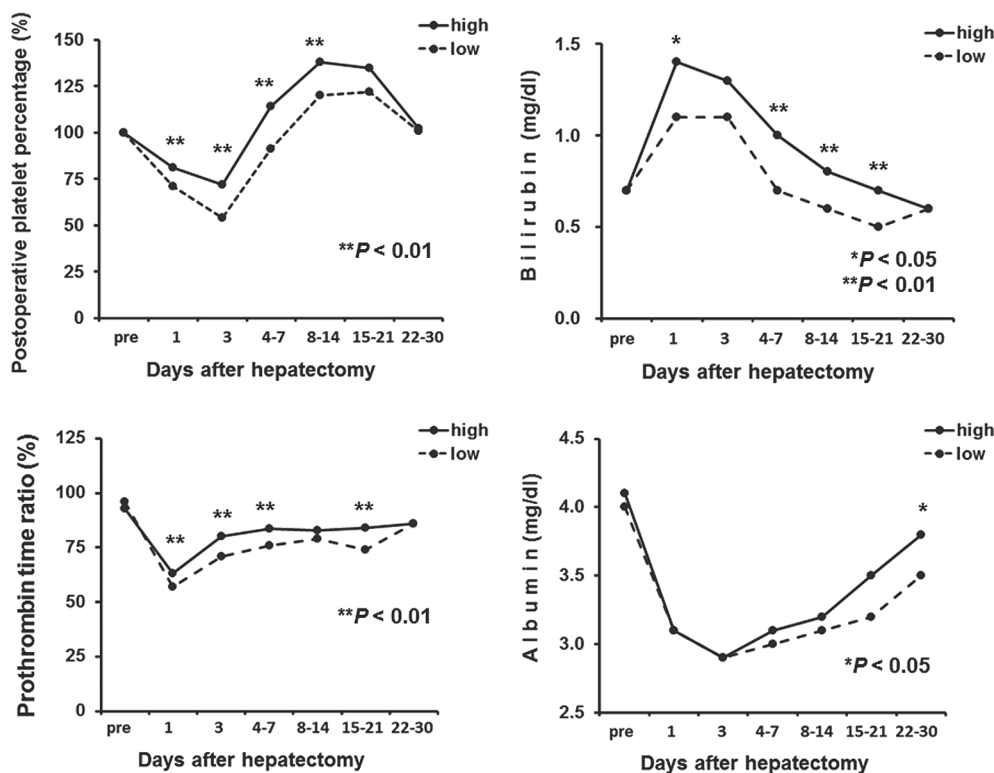 Postoperative platelet percentage (%)
150
125
100
75
50
25
0
high
low
**
**
**
**
**P < 0.01
pre 1 3 4-7 8-14 15-21 22-30
Days after hepatectomy
Bilirubin (mg/dl)
1.5
1.0
0.5
0.0
high
low
*
**
**
**
*P < 0.05
**P < 0.01
pre 1 3 4-7 8-14 15-21 22-30
Days after hepatectomy
Prothrombin time ratio (%)
125
100
75
50
25
0
high
low
**
**
**
**
**P < 0.01
pre 1 3 4-7 8-14 15-21 22-30
Days after hepatectomy
Albumin (mg/dl)
4.5
4.0
3.5
3.0
2.5
high
low
*
*P < 0.05
pre 1 3 4-7 8-14 15-21 22-30
Days after hepatectomy